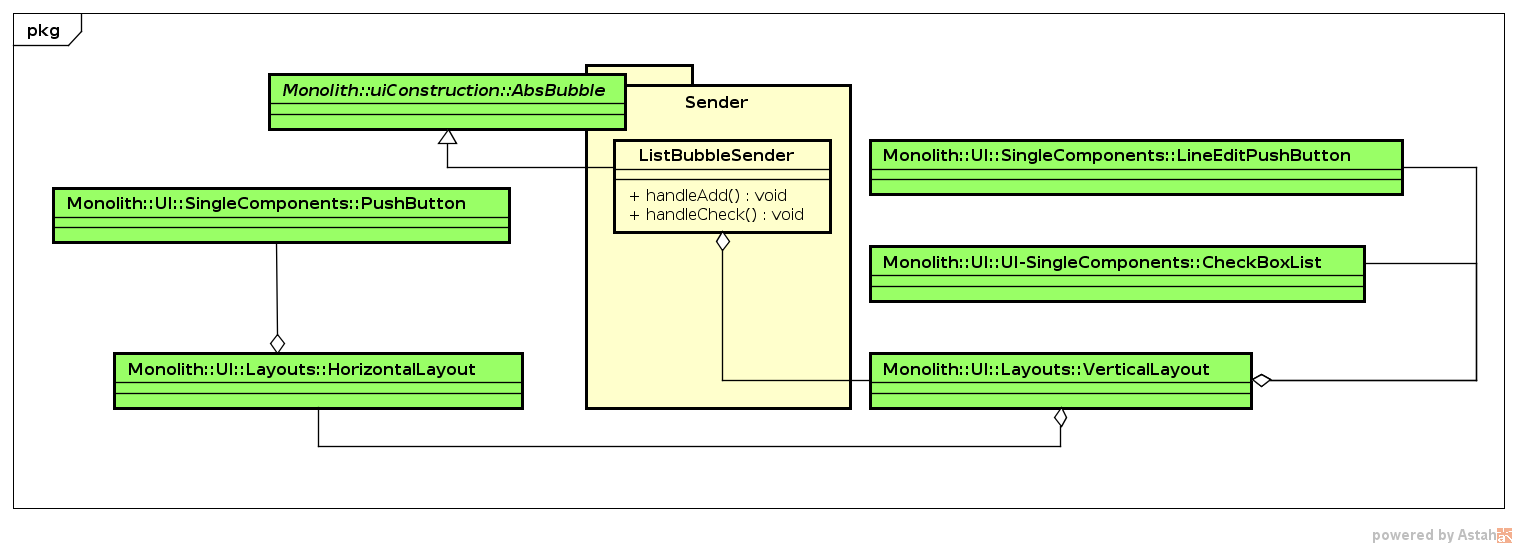 pkg
Monolith::uiConstruction::AbsBubble
Sender
ListBubbleSender
+ handleAdd() : void
+ handleCheck() : void
Monolith::UI::SingleComponents::LineEditPushButton
Monolith::UI::SingleComponents::PushButton
Monolith::UI::UI-SingleComponents::CheckBoxList
Monolith::UI::Layouts::HorizontalLayout
Monolith::UI::Layouts::VerticalLayout
powered by Astah